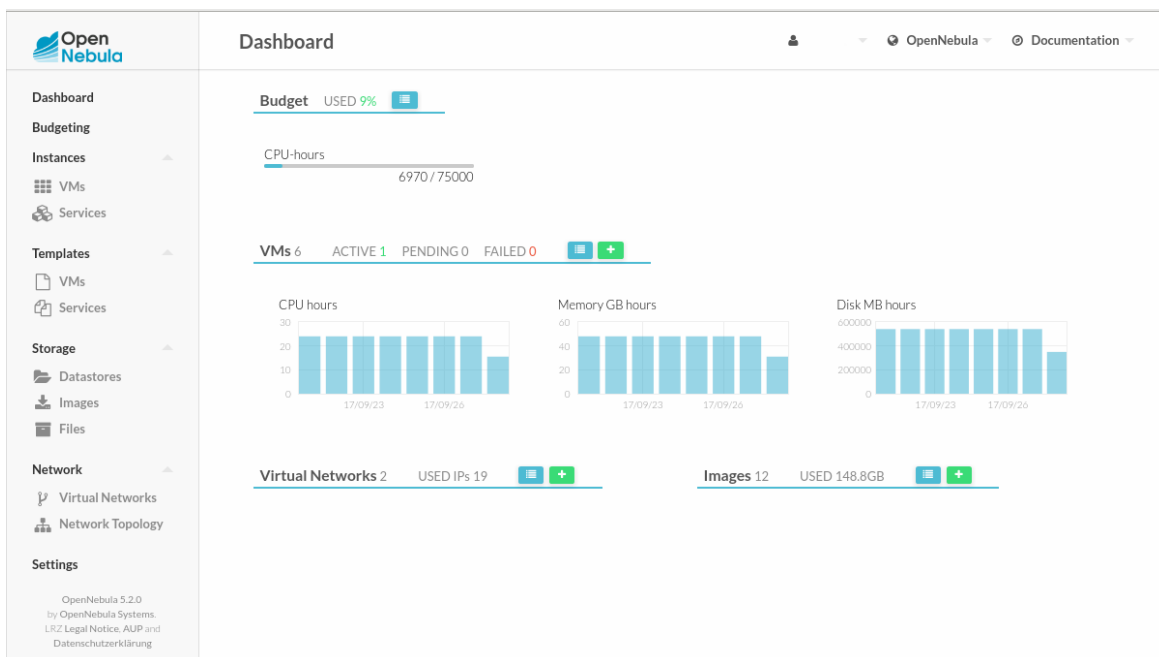 Open
Nebula
Dashboard
OpenNebula
Documentation
Dashboard
Budgeting
Instances
VMs
Services
Templates
VMs
Services
Storage
Datastores
Images
Files
Network
Virtual Networks
Network Topology
Settings
OpenNebula 5.2.0
by OpenNebula Systems.
LRZ Legal Notice, AUP and
Datenschutzerklärung
Budget USED 9%
CPU-hours
6970 / 75000
VMs 6 ACTIVE 1 PENDING 0 FAILED 0
CPU hours
30
20
10
0
17/09/23 17/09/26
Memory GB hours
60
40
20
0
17/09/23 17/09/26
Disk MB hours
600000
400000
200000
0
17/09/23 17/09/26
Virtual Networks 2 USED IPs 19
Images 12 USED 148.8GB